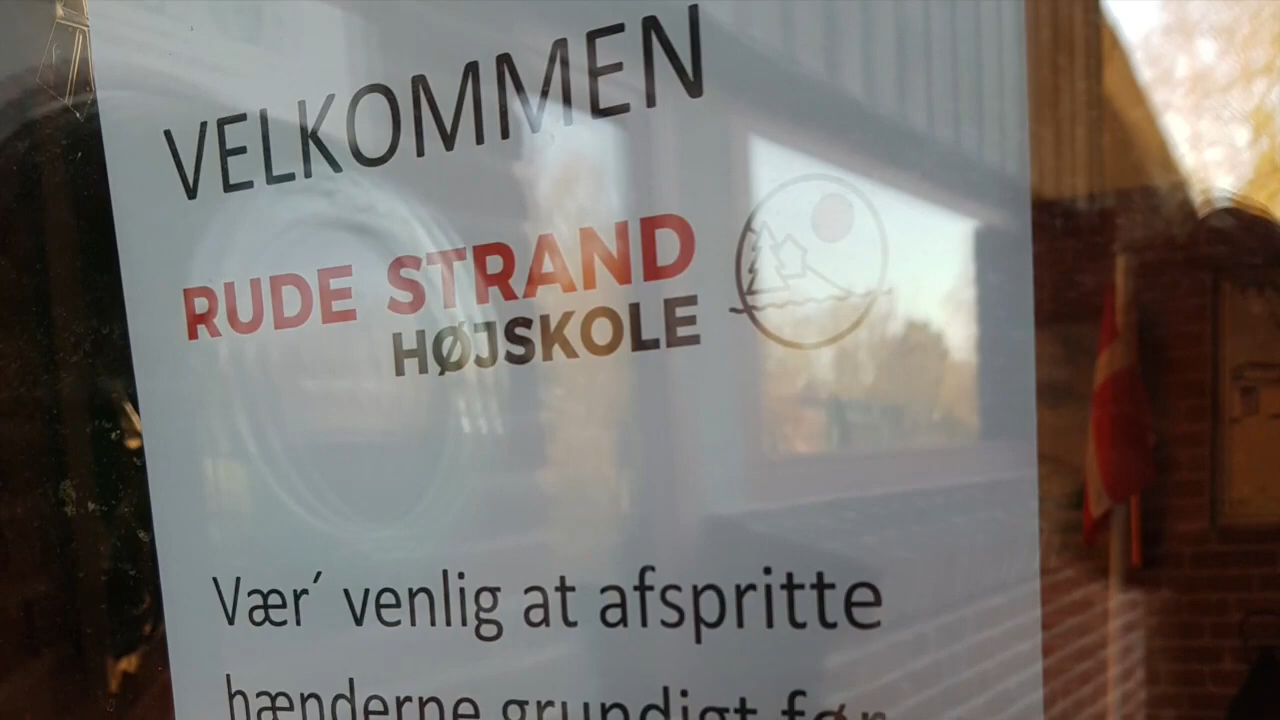 VELKOMMEN
RUDE STRAND
HØJSKOLE
Vær´ venlig at afspritte
hænderne grundigt før